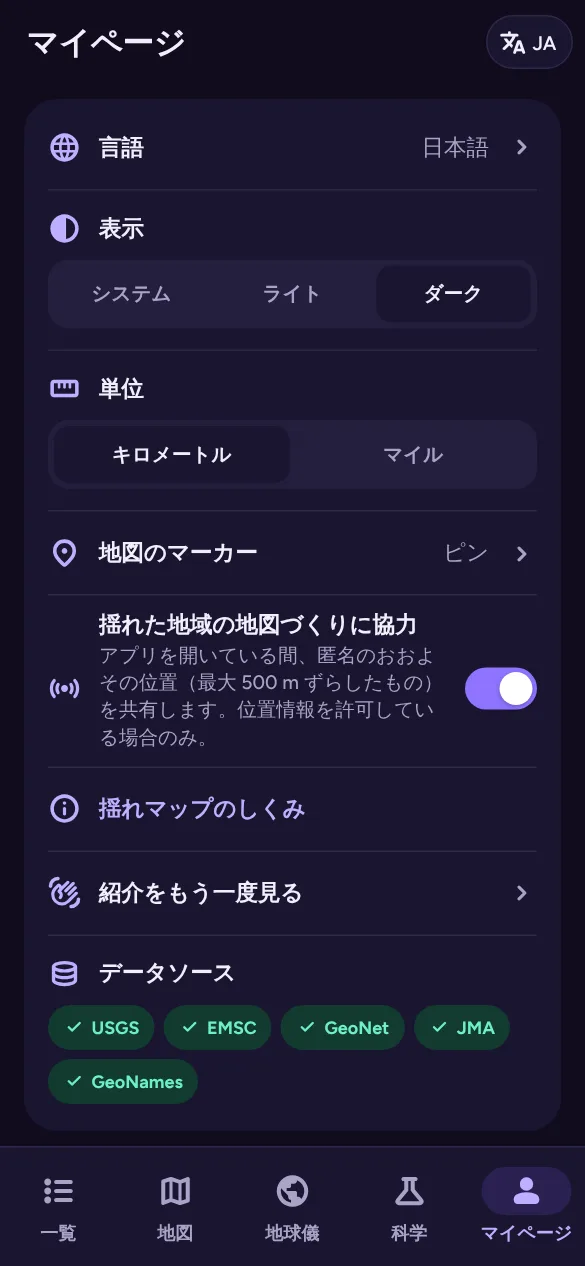 マイページ
JA
言語
日本語
表示
システム
ライト
ダーク
単位
キロメートル
マイル
地図のマーカー
ピン
揺れた地域の地図づくりに協力
アプリを開いている間、匿名のおおよ
その位置（最大 500 m ずらしたもの）
を共有します。位置情報を許可してい
る場合のみ。
揺れマップのしくみ
紹介をもう一度見る
データソース
USGS
EMSC
GeoNet
JMA
GeoNames
一覧
地図
地球儀
科学
マイページ